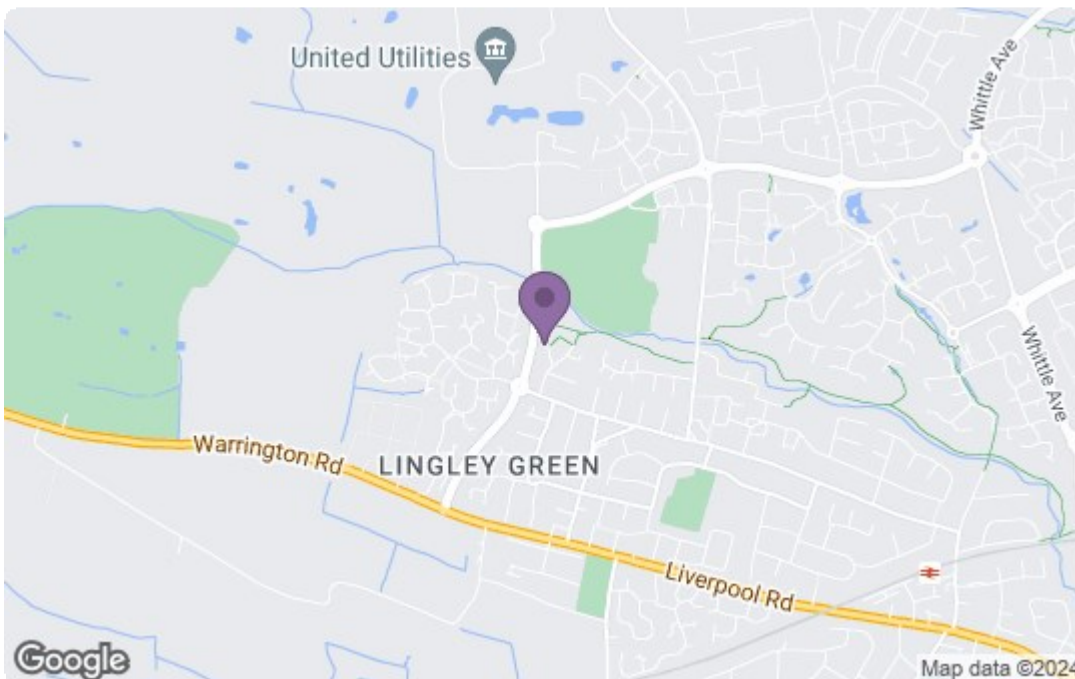 United Utilities
Whittle Ave
Whittle Ave
Warrington Rd
LINGLEY GREEN
Liverpool Rd
Google
Map data ©2024